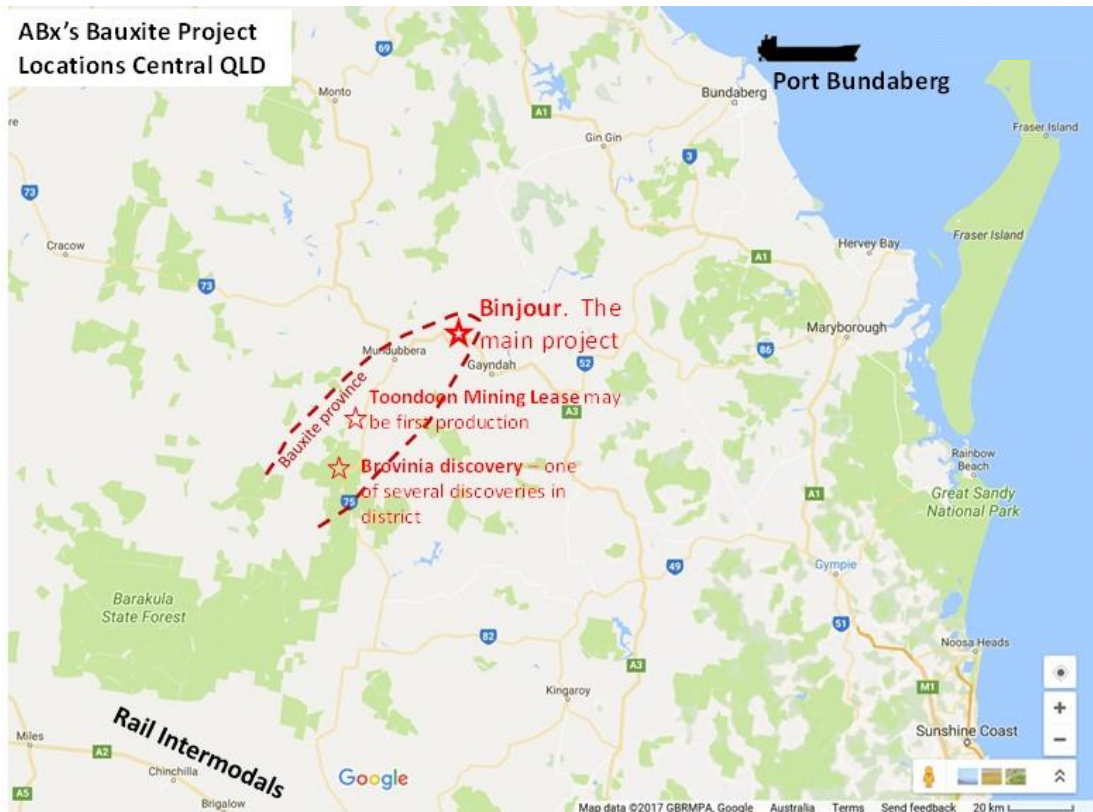 ABx's Bauxite Project
Locations Central QLD
Port Bundaberg
69
Monto
Bundaberg
A1
Gin Gin
Fraser Island
re
3
73
Fraser Island
Cracow
Hervey Bay
A1
73
Binjour. The
main project
Maryborough
Mundubbera
86
52
Gayndah
Bauxite province
Toondoon Mining Lease may
be first production
A3
Brovinia discovery – one
of several discoveries in
district
Rainbow
Beach
75
A1
Great Sandy
National Park
49
Gympie
Barakula
State Forest
51
82
Noosa Heads
A3
M1
Kingaroy
Rail Intermodals
Sunshine Coast
Miles
A2
Chinchilla
Google
A5
Brigalow
Map data ©2017 GBRMPA, Google Australia Terms Send feedback 20 km